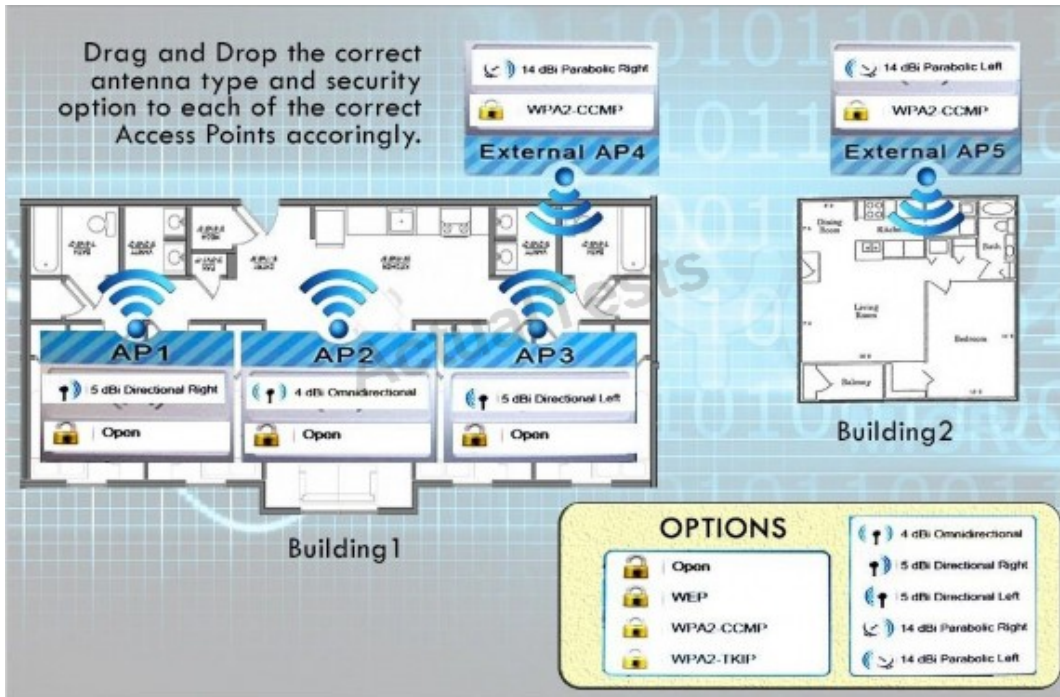 Drag and Drop the correct
antenna type and security
option to each of the correct
Access Points accoringly.
14 dBi Parabolic Right
WPA2-CCMP
External AP4
14 dBi Parabolic Left
WPA2-CCMP
External AP5
AP1
5 dBi Directional Right
Open
AP2
4 dBi Omnidirectional
Open
AP3
5 dBi Directional Left
Open
ActualTests
Dining
Room
Bath
Living
Room
Bedroom
Balcony
Building1
Building2
OPTIONS
Open
WEP
WPA2-CCMP
WPA2-TKIP
4 dBi Omnidirectional
5 dBi Directional Right
5 dBi Directional Left
14 dBi Parabolic Right
14 dBi Parabolic Left